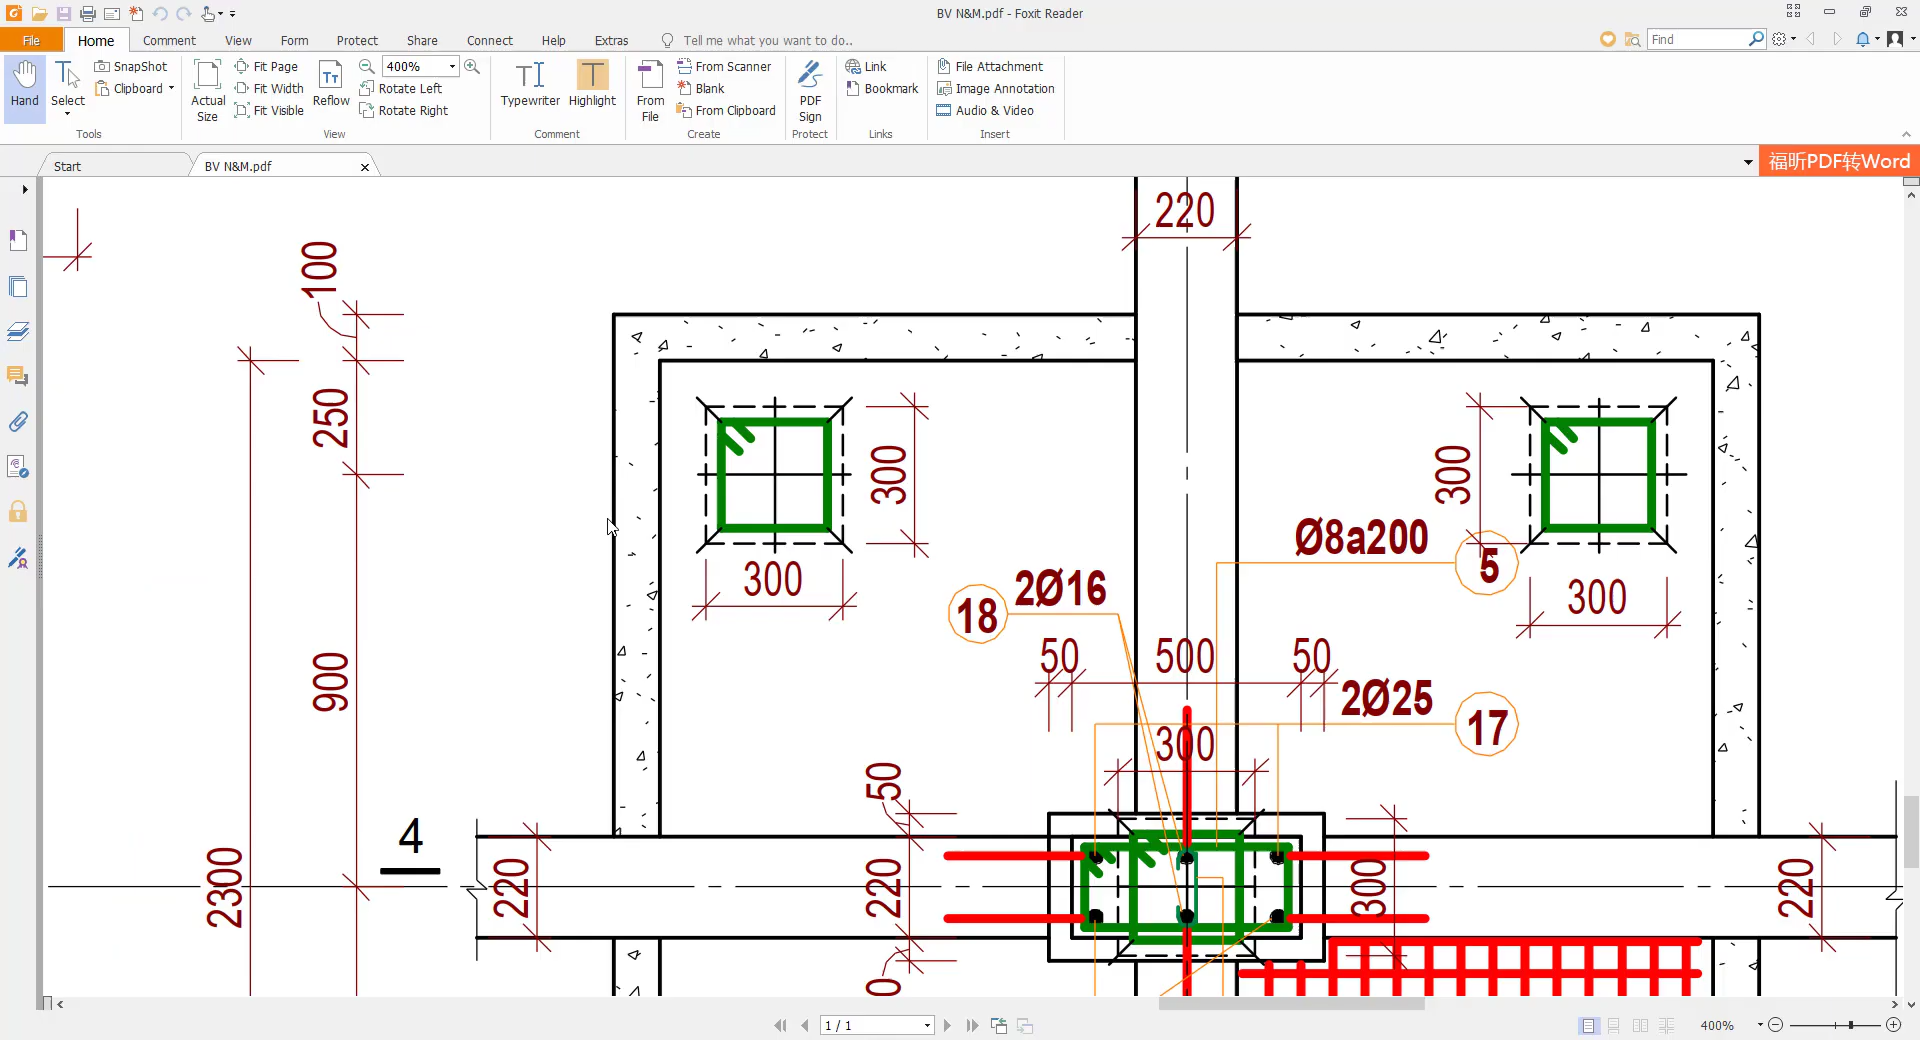 BV N&M.pdf - Foxit Reader
File Home Comment View Form Protect Share Connect Help Extras Tell me what you want to do.. Find
Hand
Select
SnapShot
Clipboard
Tools
Actual Size
Fit Page
Fit Width
Fit Visible
Reflow
400%
Rotate Left
Rotate Right
View
Typewriter
Highlight
Comment
From File
From Scanner
Blank
From Clipboard
Create
PDF Sign
Protect
Link
Bookmark
Links
File Attachment
Image Annotation
Audio & Video
Insert
Start
BV N&M.pdf
福昕PDF转Word
220
100
250
300
300
300
300
Ø8a200
5
2Ø16
18
50
500
50
2Ø25
17
300
900
50
4
2300
220
220
300
220
1 / 1
400%